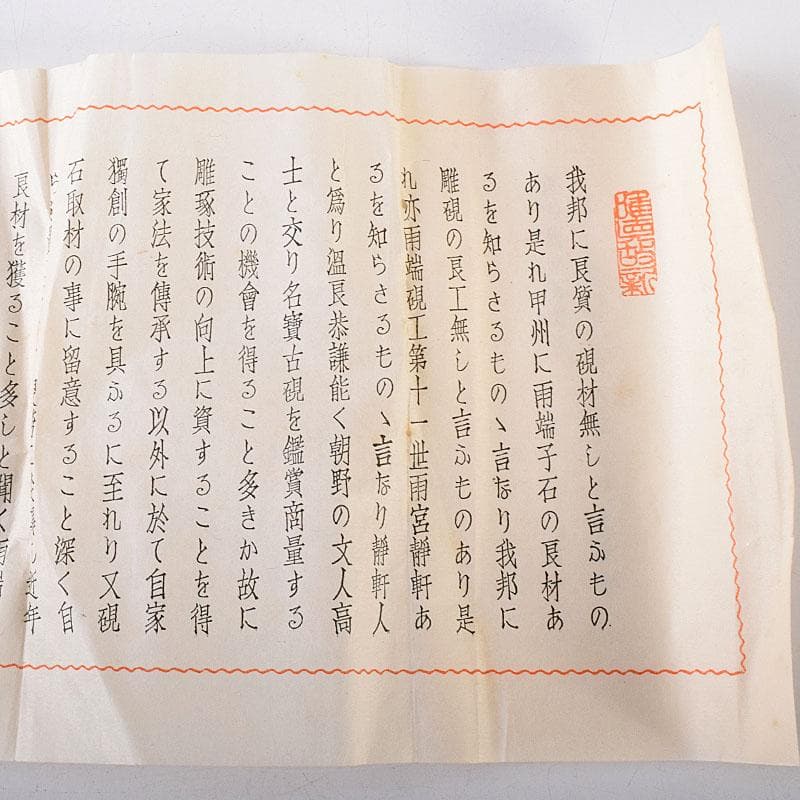 我邦に良質の硯材無しと言ふもの
あり是れ甲州に雨端子石の良材あ
るを知らさるものゝ言なり我邦に
雕硯の良工無しと言ふものあり是
れ亦雨端硯工第十一世雨宮靜軒あ
るを知らさるものゝ言なり靜軒人
と爲り溫良恭謙能く朝野の文人高
士と交り名寶古硯を鑑賞商量する
ことの機會を得ること多きか故に
雕琢技術の向上に資することを得
て家法を傳承する以外に於て自家
獨創の手腕を具ふるに至れり又硯
石取材の事に留意すること深く自
近年
良材を獲ること多しと聞く雨端